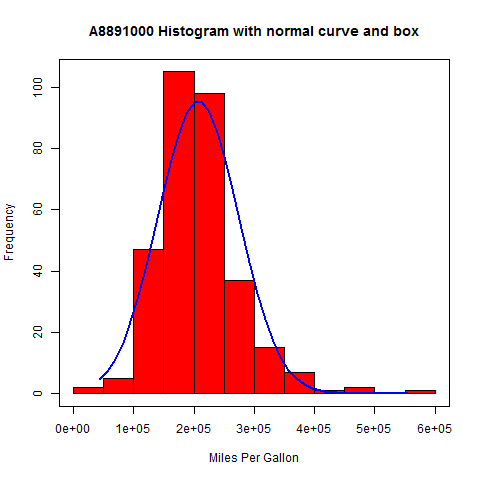 A8891000 Histogram with normal curve and box
Frequency
100
80
60
40
20
0
0e+00 1e+05 2e+05 3e+05 4e+05 5e+05 6e+05
Miles Per Gallon